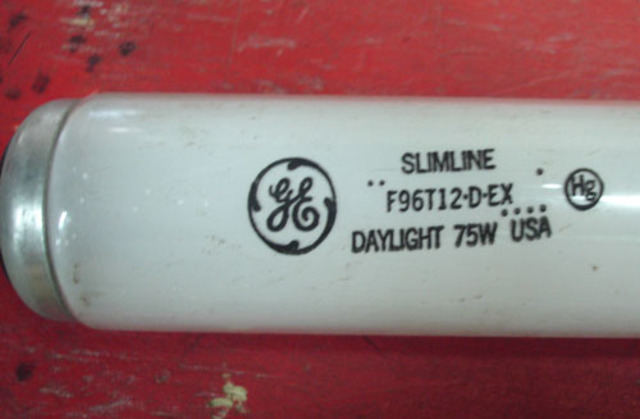 GE
SLIMLINE
F96T12·D·EX
DAYLIGHT 75W USA
Hg